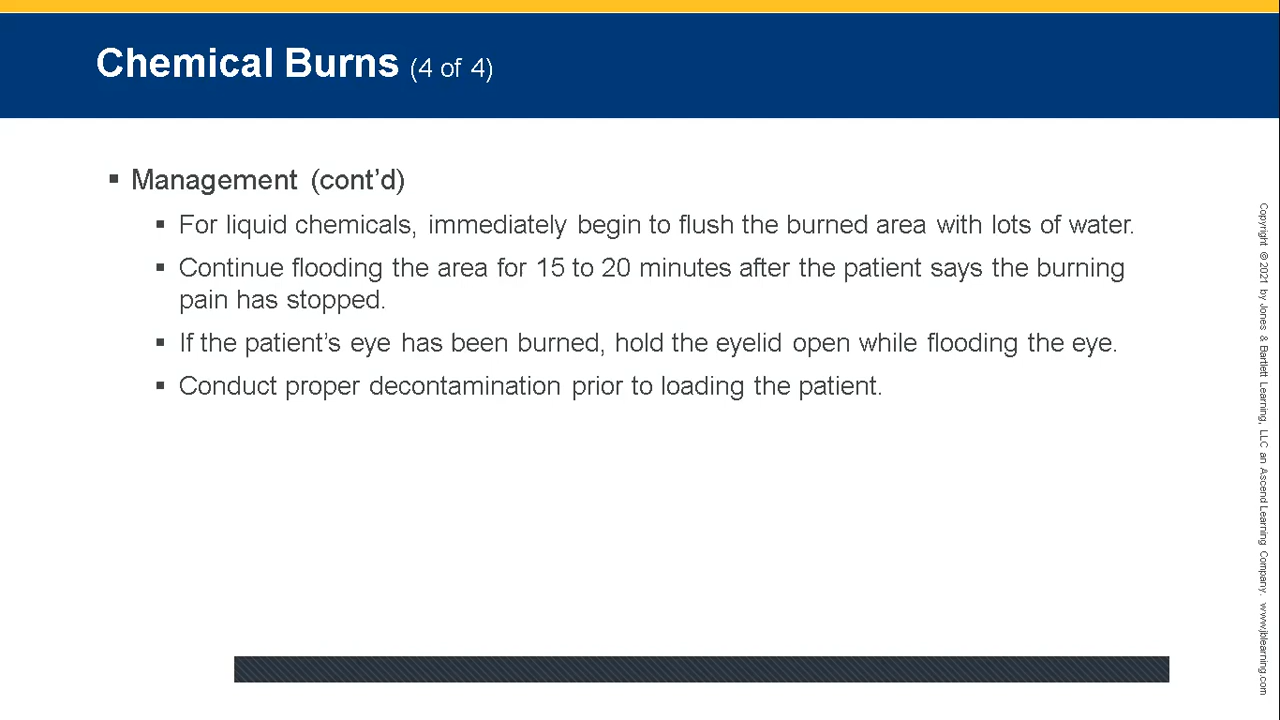 Chemical Burns (4 of 4)
▪ Management (cont’d)
▪ For liquid chemicals, immediately begin to flush the burned area with lots of water.
▪ Continue flooding the area for 15 to 20 minutes after the patient says the burning
pain has stopped.
▪ If the patient’s eye has been burned, hold the eyelid open while flooding the eye.
▪ Conduct proper decontamination prior to loading the patient.
Copyright © 2021 by Jones & Bartlett Learning, LLC an Ascend Learning Company. www.jblearning.com